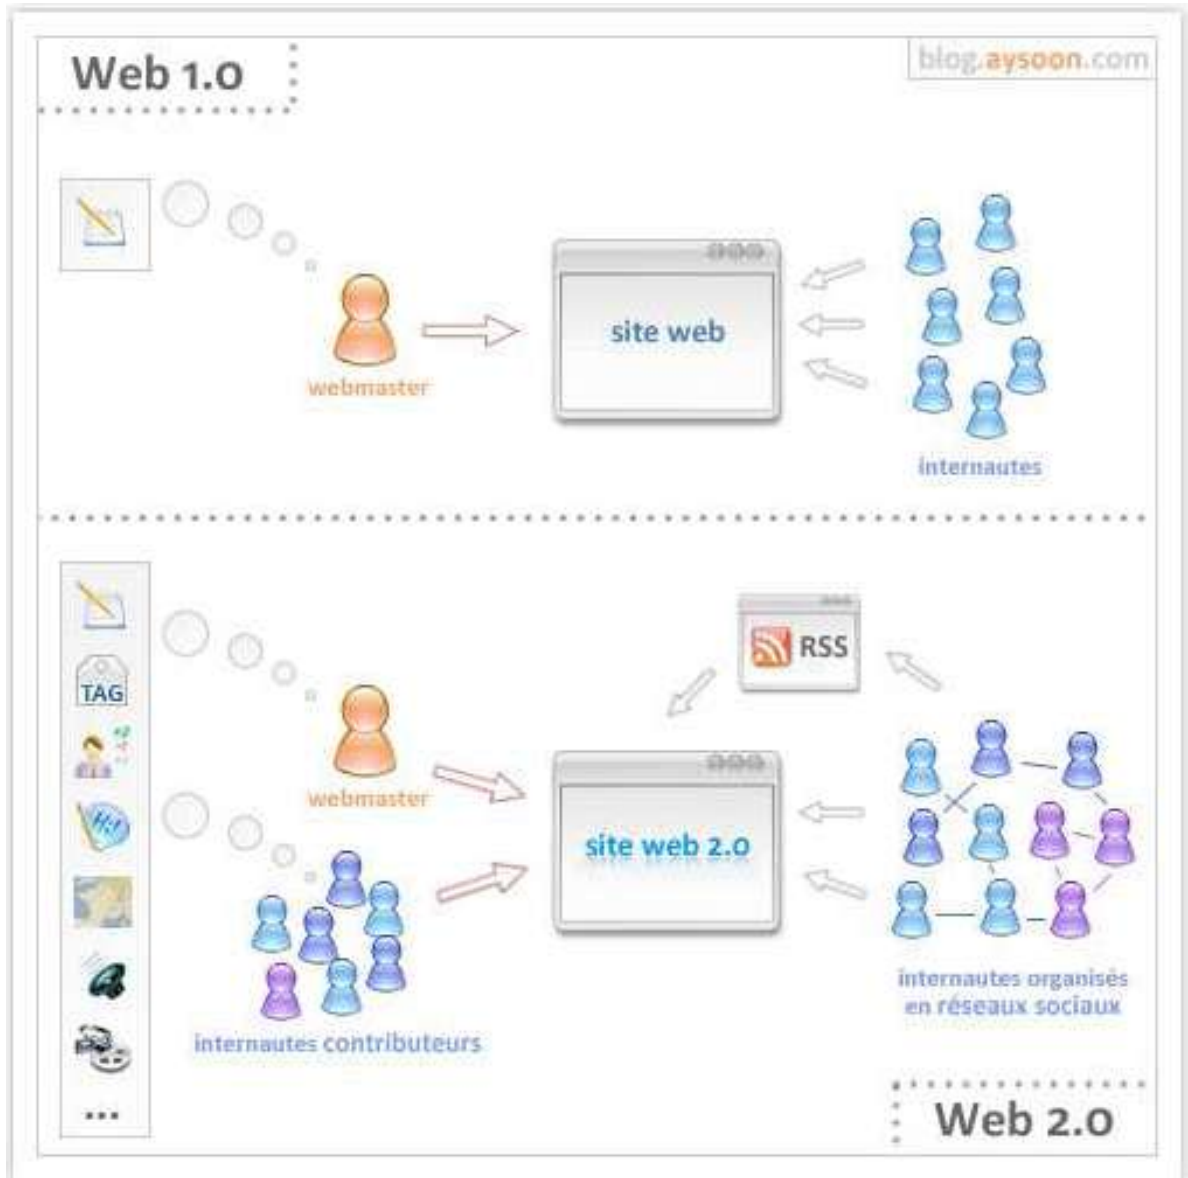 Web 1.0
blog.aysoon.com
site web
webmaster
internautes
TAG
RSS
webmaster
Hi!
site web 2.0
internautes organisés
en réseaux sociaux
internautes contributeurs
...
Web 2.0